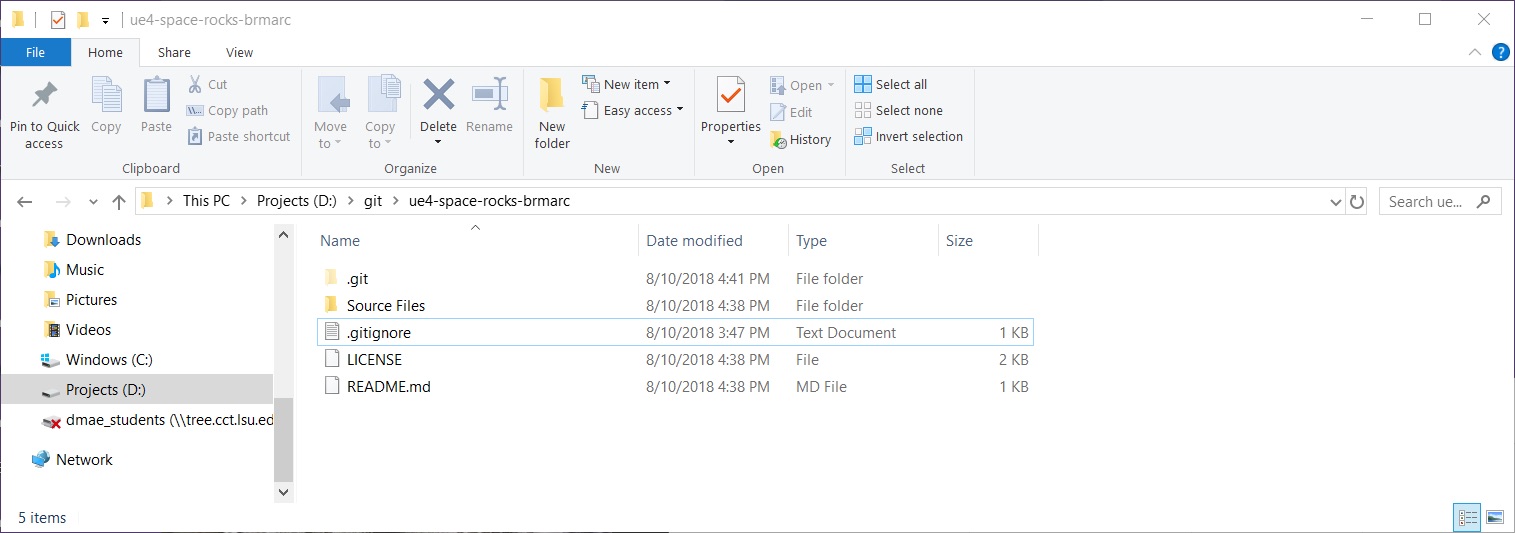 ue4-space-rocks-brmarc
File Home Share View
Pin to Quick access
Copy
Paste
Cut
Copy path
Paste shortcut
Clipboard
Move to
Copy to
Delete
Rename
Organize
New folder
New item
Easy access
New
Properties
Open
Edit
History
Open
Select all
Select none
Invert selection
Select
This PC > Projects (D:) > git > ue4-space-rocks-brmarc
Search ue...
Downloads
Music
Pictures
Videos
Windows (C:)
Projects (D:)
dmae_students (\\tree.cct.lsu.ed
Network
Name Date modified Type Size
.git 8/10/2018 4:41 PM File folder
Source Files 8/10/2018 4:38 PM File folder
.gitignore 8/10/2018 3:47 PM Text Document 1 KB
LICENSE 8/10/2018 4:38 PM File 2 KB
README.md 8/10/2018 4:38 PM MD File 1 KB
5 items